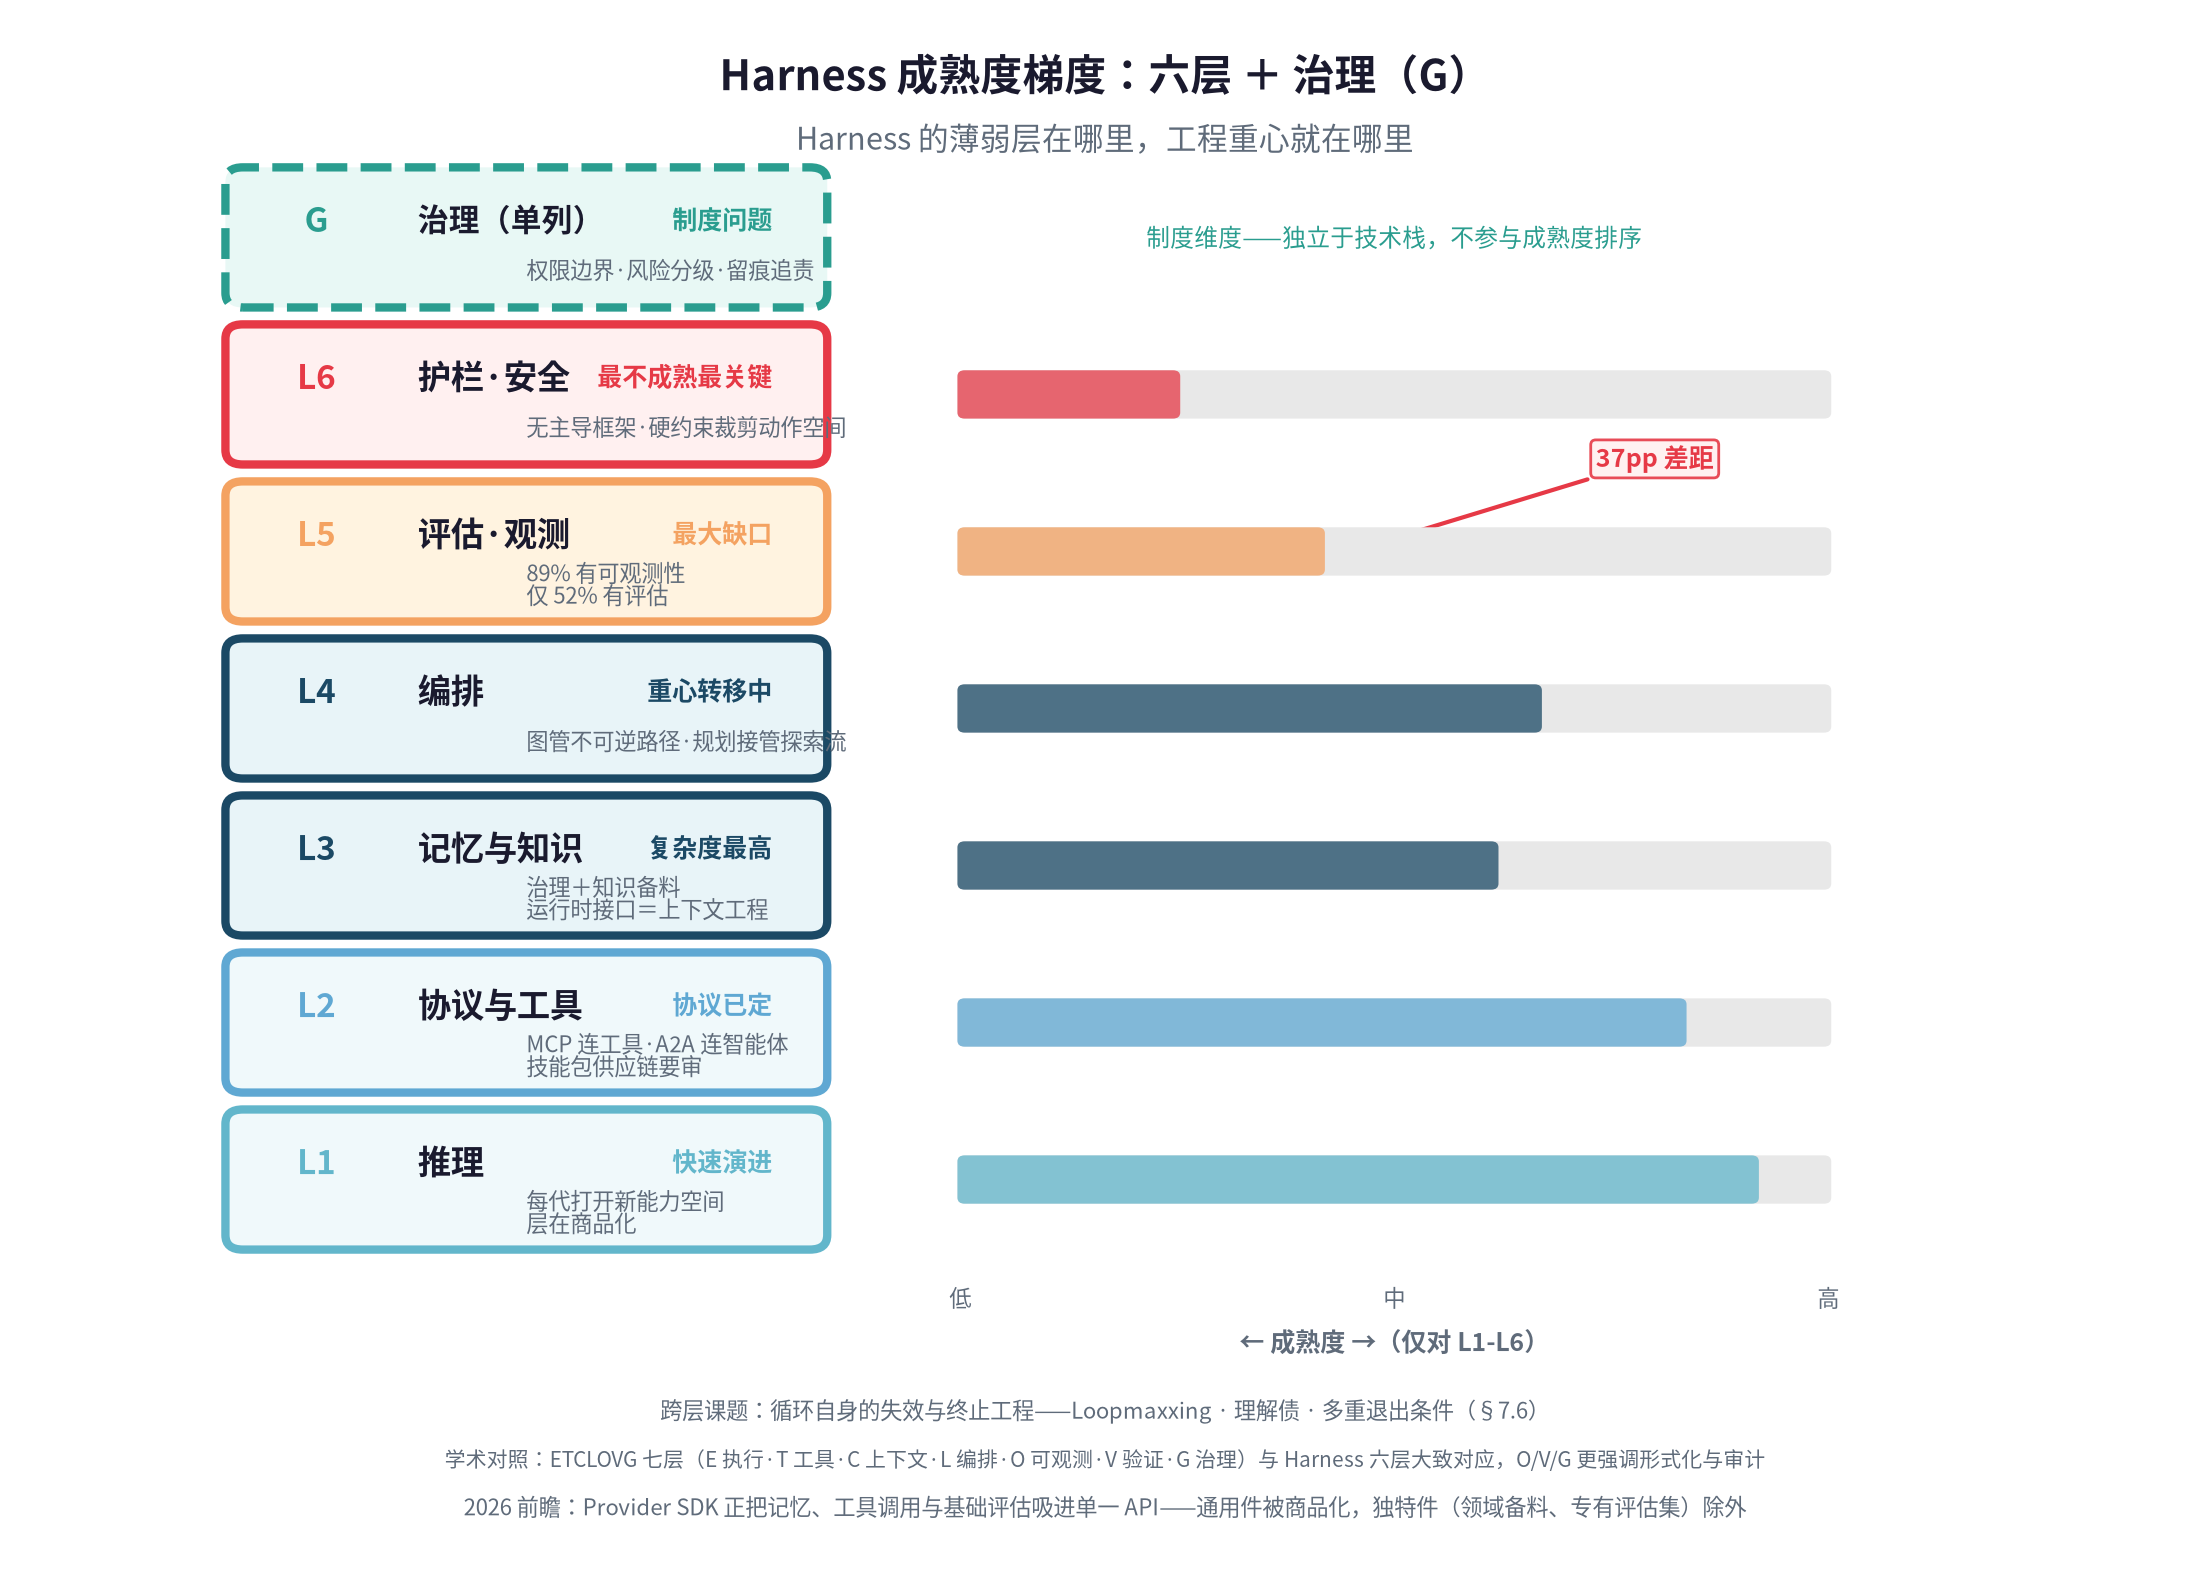 Harness 成熟度梯度：六层 ＋ 治理（G）
Harness 的薄弱层在哪里，工程重心就在哪里
G 治理（单列） 制度问题
权限边界·风险分级·留痕追责
制度维度——独立于技术栈，不参与成熟度排序
L6 护栏·安全 最不成熟最关键
无主导框架·硬约束裁剪动作空间
37pp 差距
L5 评估·观测 最大缺口
89% 有可观测性
仅 52% 有评估
L4 编排 重心转移中
图管不可逆路径·规划接管探索流
L3 记忆与知识 复杂度最高
治理＋知识备料
运行时接口＝上下文工程
L2 协议与工具 协议已定
MCP 连工具·A2A 连智能体
技能包供应链要审
L1 推理 快速演进
每代打开新能力空间
层在商品化
低 中 高
← 成熟度 →（仅对 L1-L6）
跨层课题：循环自身的失效与终止工程——Loopmaxxing · 理解债 · 多重退出条件（§7.6）
学术对照：ETCLOVG 七层（E 执行·T 工具·C 上下文·L 编排·O 可观测·V 验证·G 治理）与 Harness 六层大致对应，O/V/G 更强调形式化与审计
2026 前瞻：Provider SDK 正把记忆、工具调用与基础评估吸进单一 API——通用件被商品化，独特件（领域备料、专有评估集）除外